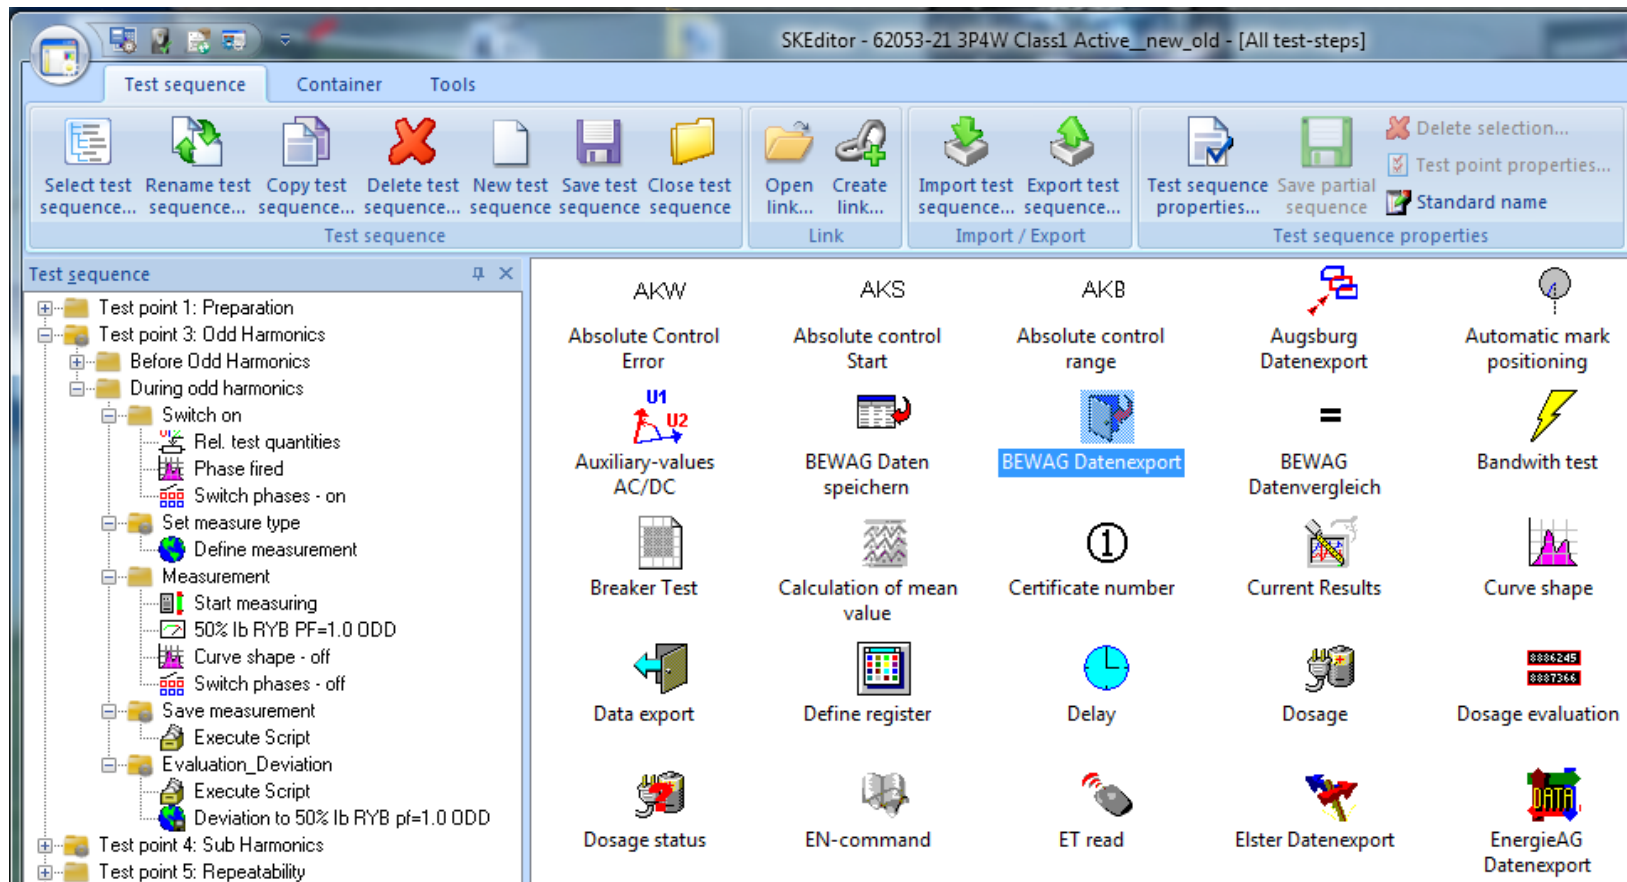 SKEditor - 62053-21 3P4W Class1 Active__new_old - [All test-steps]
Test sequence
Container
Tools
Select test sequence...
Rename test sequence...
Copy test sequence...
Delete test sequence...
New test sequence
Save test sequence
Close test sequence
Open link...
Create link...
Import test sequence...
Export test sequence...
Test sequence properties...
Save partial sequence
Delete selection...
Test point properties...
Standard name
Test sequence
Link
Import / Export
Test sequence properties
Test sequence
Test point 1: Preparation
Test point 3: Odd Harmonics
Before Odd Harmonics
During odd harmonics
Switch on
Rel. test quantities
Phase fired
Switch phases - on
Set measure type
Define measurement
Measurement
Start measuring
50% Ib RYB PF=1.0 ODD
Curve shape - off
Switch phases - off
Save measurement
Execute Script
Evaluation_Deviation
Execute Script
Deviation to 50% Ib RYB pf=1.0 ODD
Test point 4: Sub Harmonics
Test point 5: Repeatability
AKW
Absolute Control
Error
AKS
Absolute control
Start
AKB
Absolute control
range
Augsburg
Datenexport
Automatic mark
positioning
U1
U2
Auxiliary-values
AC/DC
BEWAG Daten
speichern
BEWAG Datenexport
=
BEWAG
Datenvergleich
Bandwith test
Breaker Test
Calculation of mean
value
1
Certificate number
Current Results
Curve shape
Data export
Define register
Delay
Dosage
8886245
8887366
Dosage evaluation
?
Dosage status
EN-command
ET read
Elster Datenexport
DATA
EnergieAG
Datenexport